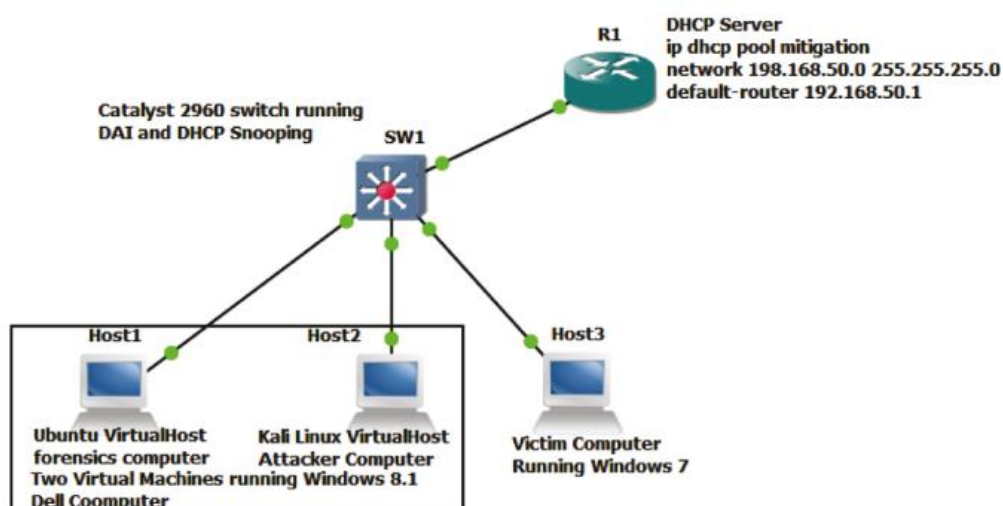 R1
DHCP Server
ip dhcp pool mitigation
network 198.168.50.0 255.255.255.0
default-router 192.168.50.1
Catalyst 2960 switch running
DAI and DHCP Snooping
SW1
Host1
Host2
Host3
Ubuntu VirtualHost
forensics computer
Kali Linux VirtualHost
Attacker Computer
Two Virtual Machines running Windows 8.1
Dell Coomputer
Victim Computer
Running Windows 7